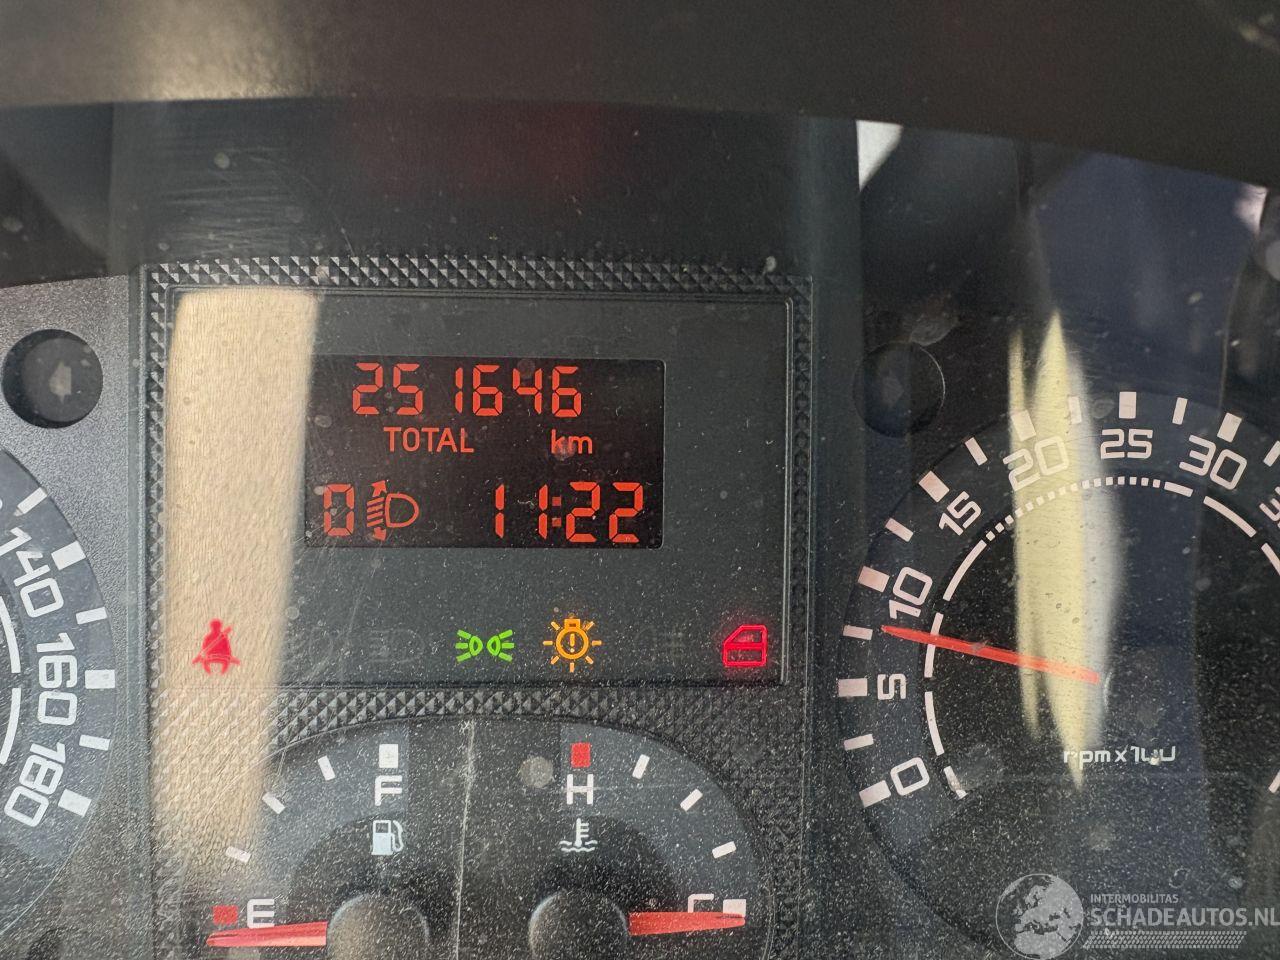 251646
TOTAL km
0 11:22
140
160
180
F
H
E
0
5
10
15
20
25
30
rpm x 100
INTERMOBILITAS
SCHADEAUTOS.NL